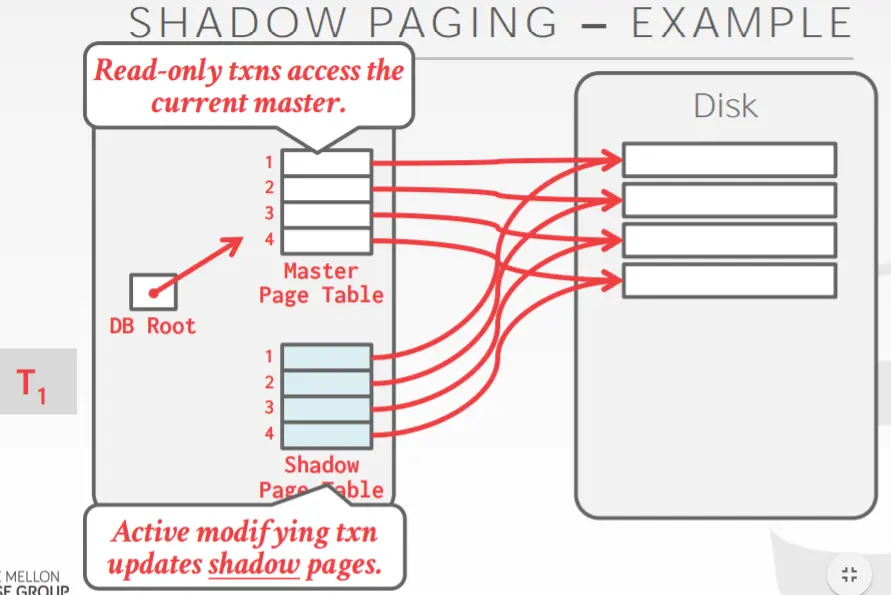 SHADOW PAGING – EXAMPLE
Read-only txns access the
current master.
Disk
1
2
3
4
Master
Page Table
DB Root
1
2
3
4
T1
Shadow
Page Table
Active modifying txn
updates shadow pages.
MELLON
SE GROUP